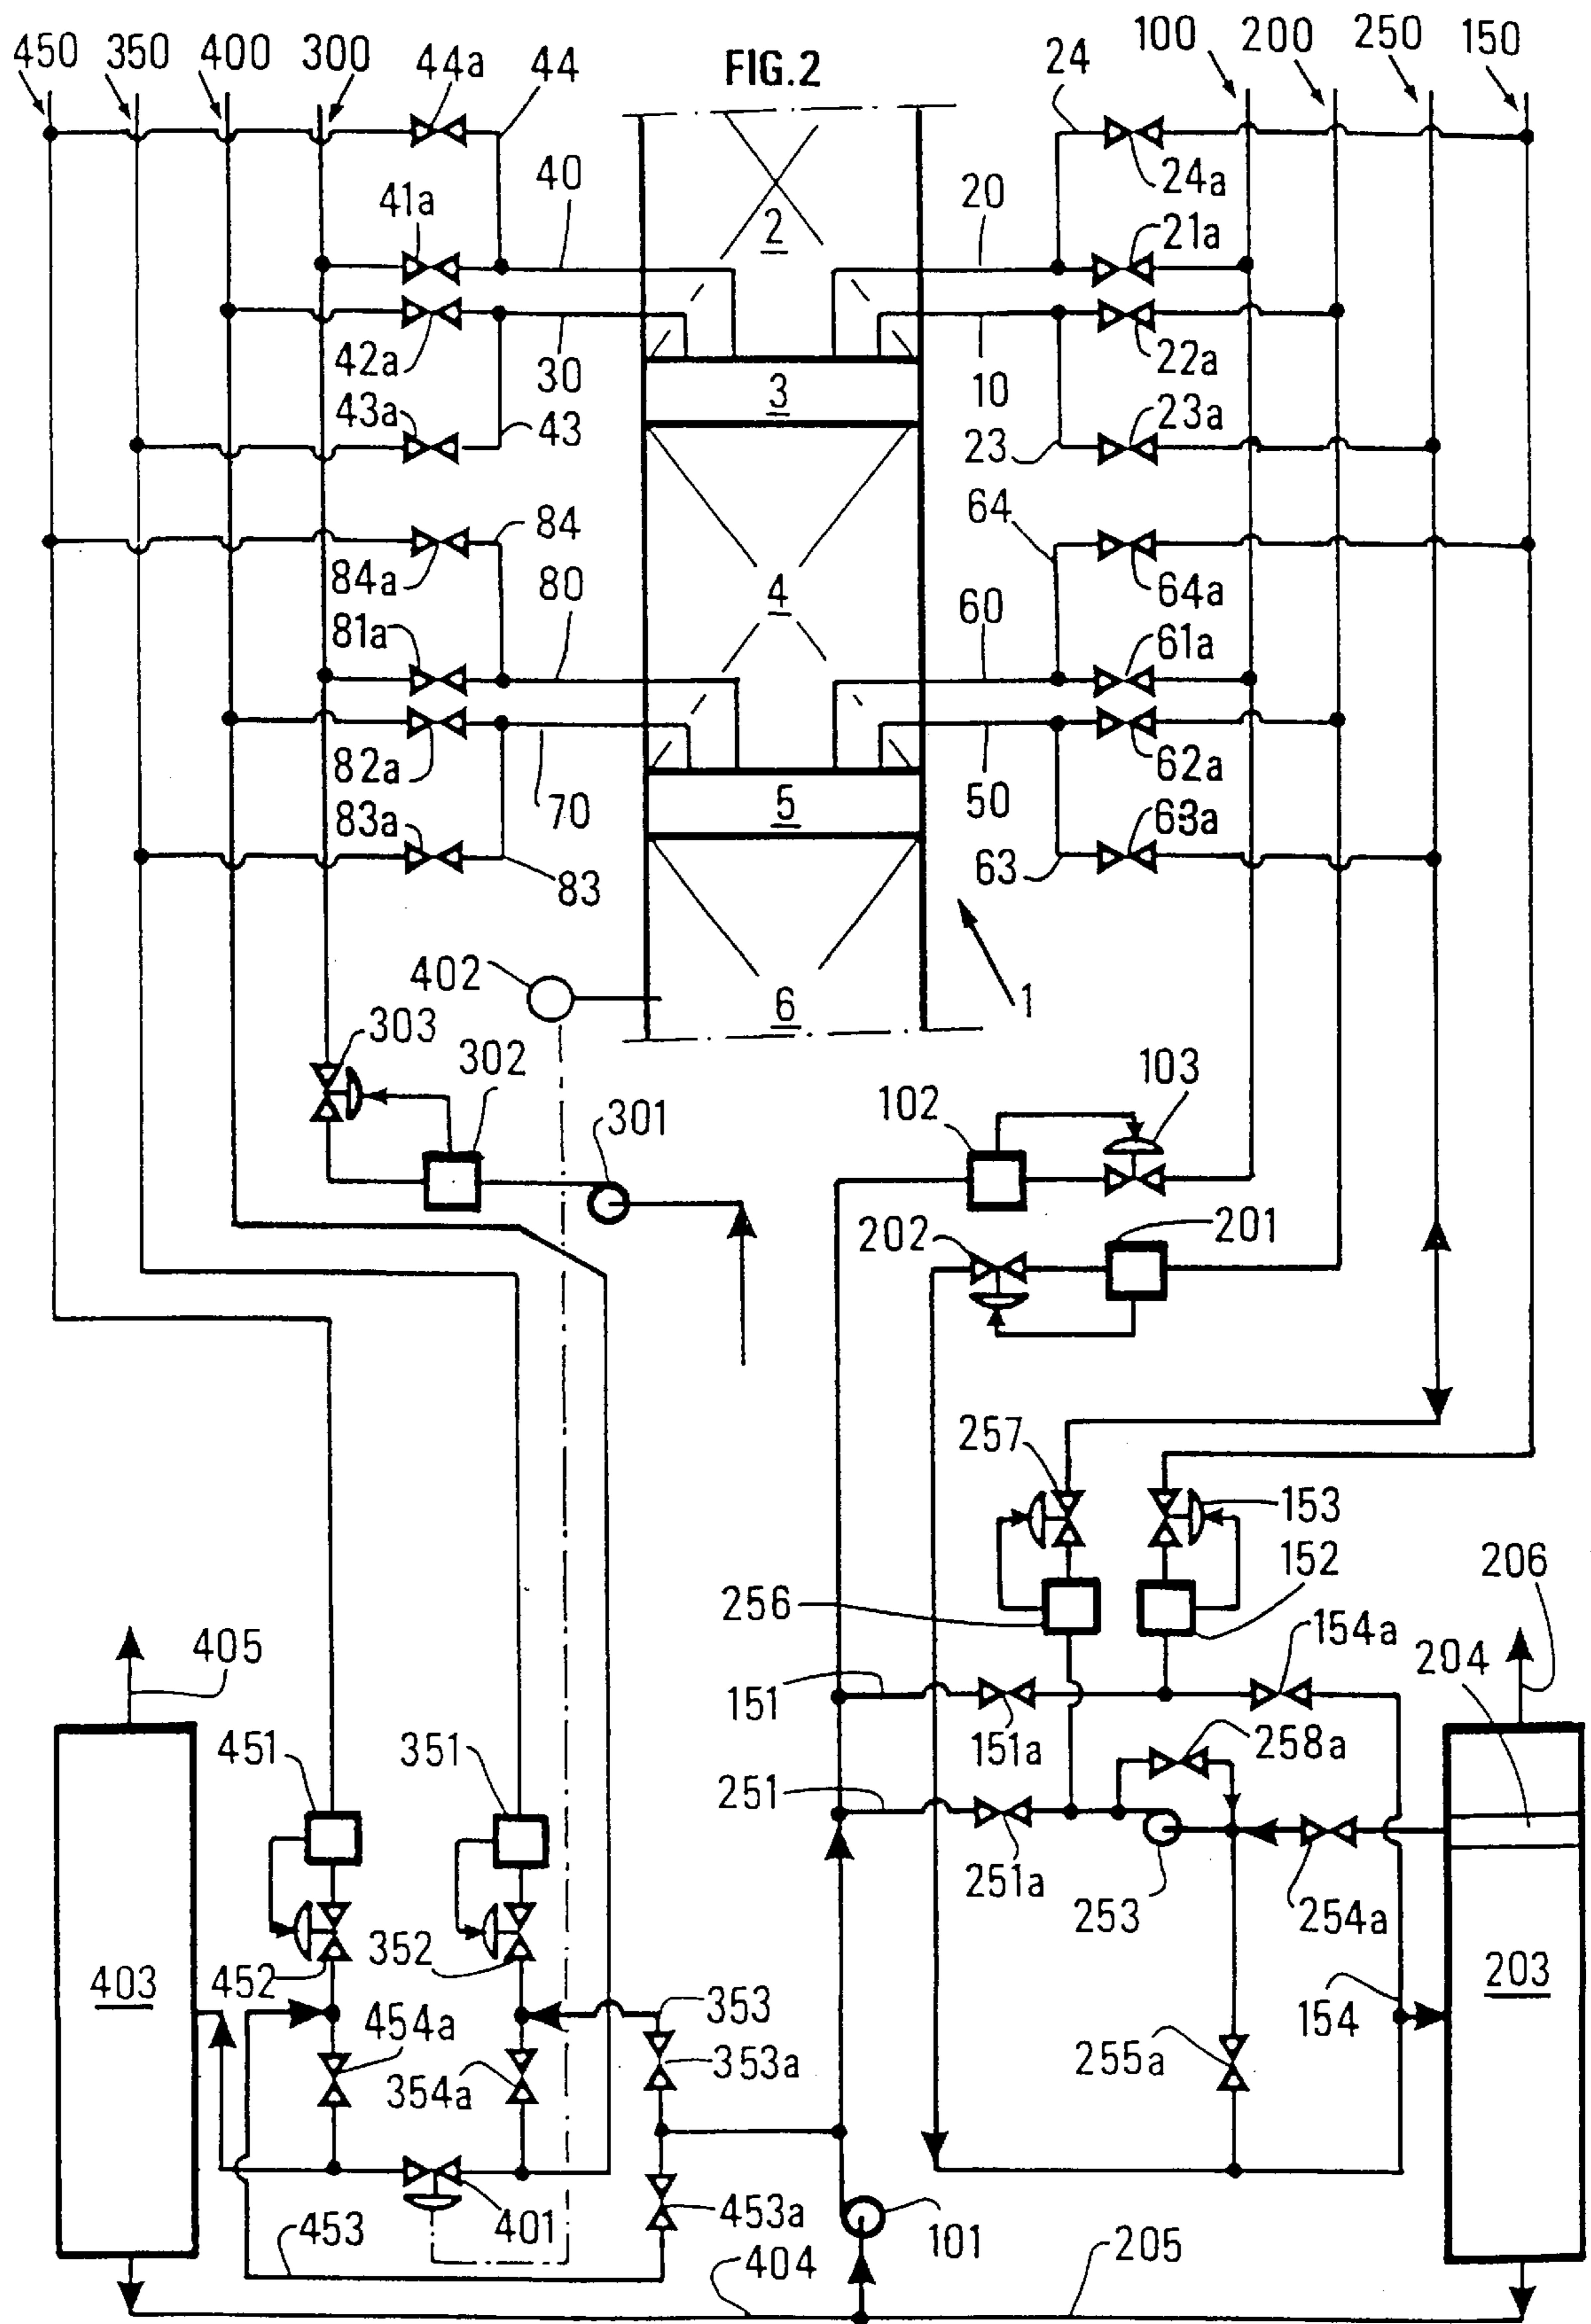 450 350 400 300 44a 44 FIG.2 24 100 200 250 150
24a
40 20
41a 2 21a
42a 30 3 10 22a
43a 43 23 23a
84 64
84a 80 4 60 64a
81a 61a
82a 70 5 50 62a
83a 83 63 63a
402 6 1
303 302 301 102 103
202 201
257 153
256 152 206
405 154a 204
151 151a 258a
451 351 251 251a 253 254a
403 452 352 203
454a 353 154
354a 353a 255a
453 401 453a 101
404 205